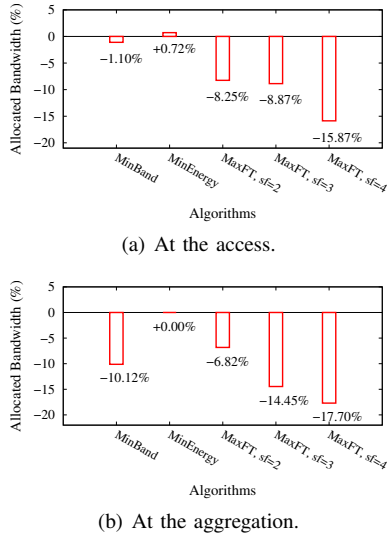 Allocated Bandwidth (%)
5
0
−5
−10
−15
−20
−1.10%
+0.72%
−8.25%
−8.87%
−15.87%
MinBand
MinEnergy
MaxFT, sf=2
MaxFT, sf=3
MaxFT, sf=4
Algorithms
(a) At the access.
Allocated Bandwidth (%)
5
0
−5
−10
−15
−20
−10.12%
+0.00%
−6.82%
−14.45%
−17.70%
MinBand
MinEnergy
MaxFT, sf=2
MaxFT, sf=3
MaxFT, sf=4
Algorithms
(b) At the aggregation.